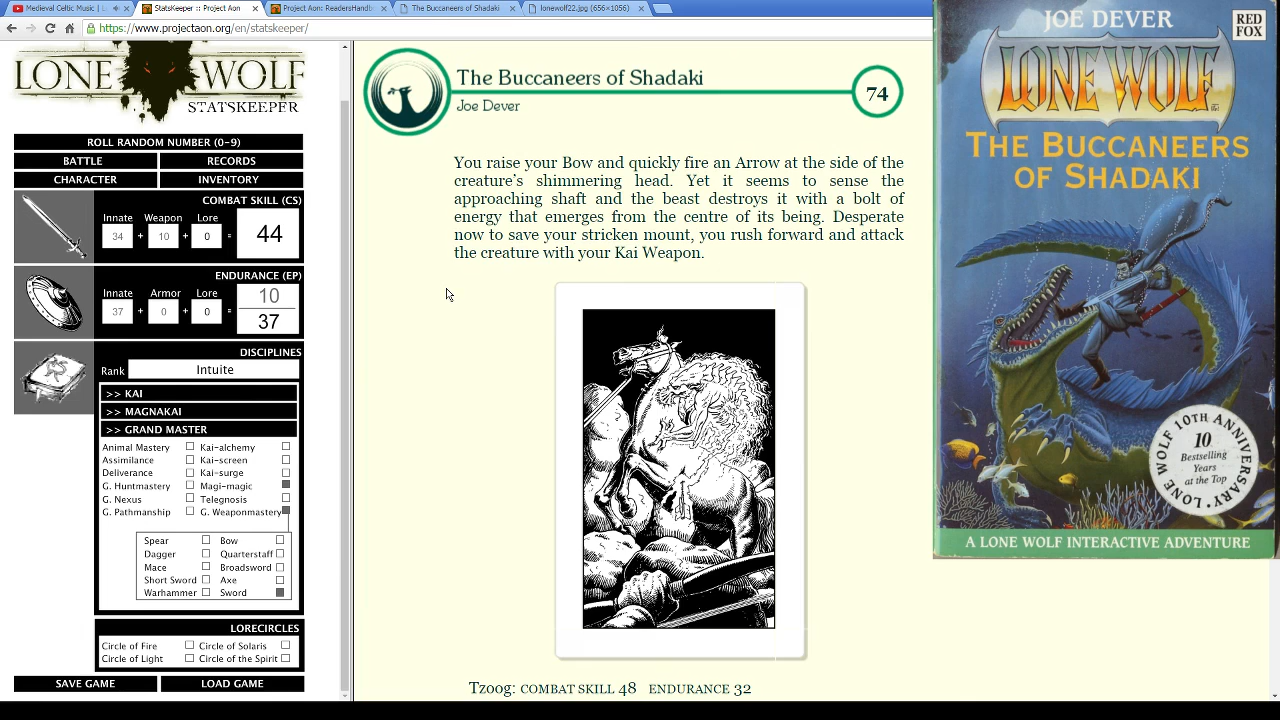 Medieval Celtic Music | L
StatsKeeper :: Project Aon
Project Aon: ReadersHandb
The Buccaneers of Shadaki
lonewolf22.jpg (656×1056)
https://www.projectaon.org/en/statskeeper/
LONE WOLF
STATSKEEPER
ROLL RANDOM NUMBER (0-9)
BATTLE RECORDS
CHARACTER INVENTORY
COMBAT SKILL (CS)
Innate Weapon Lore
34 + 10 + 0 = 44
ENDURANCE (EP)
Innate Armor Lore
37 + 0 + 0 = 10
37
DISCIPLINES
Rank Intuite
>> KAI
>> MAGNAKAI
>> GRAND MASTER
Animal Mastery Kai-alchemy
Assimilance Kai-screen
Deliverance Kai-surge
G. Huntmastery Magi-magic
G. Nexus Telegnosis
G. Pathmanship G. Weaponmastery
Spear Bow
Dagger Quarterstaff
Mace Broadsword
Short Sword Axe
Warhammer Sword
LORECIRCLES
Circle of Fire Circle of Solaris
Circle of Light Circle of the Spirit
SAVE GAME LOAD GAME
The Buccaneers of Shadaki
Joe Dever
74
You raise your Bow and quickly fire an Arrow at the side of the
creature's shimmering head. Yet it seems to sense the
approaching shaft and the beast destroys it with a bolt of
energy that emerges from the centre of its being. Desperate
now to save your stricken mount, you rush forward and attack
the creature with your Kai Weapon.
Tzoog: COMBAT SKILL 48 ENDURANCE 32
JOE DEVER
RED
FOX
LONE WOLF
THE BUCCANEERS
OF SHADAKI
LONE WOLF 10TH ANNIVERSARY
10
Bestselling
Years
at the Top
A LONE WOLF INTERACTIVE ADVENTURE